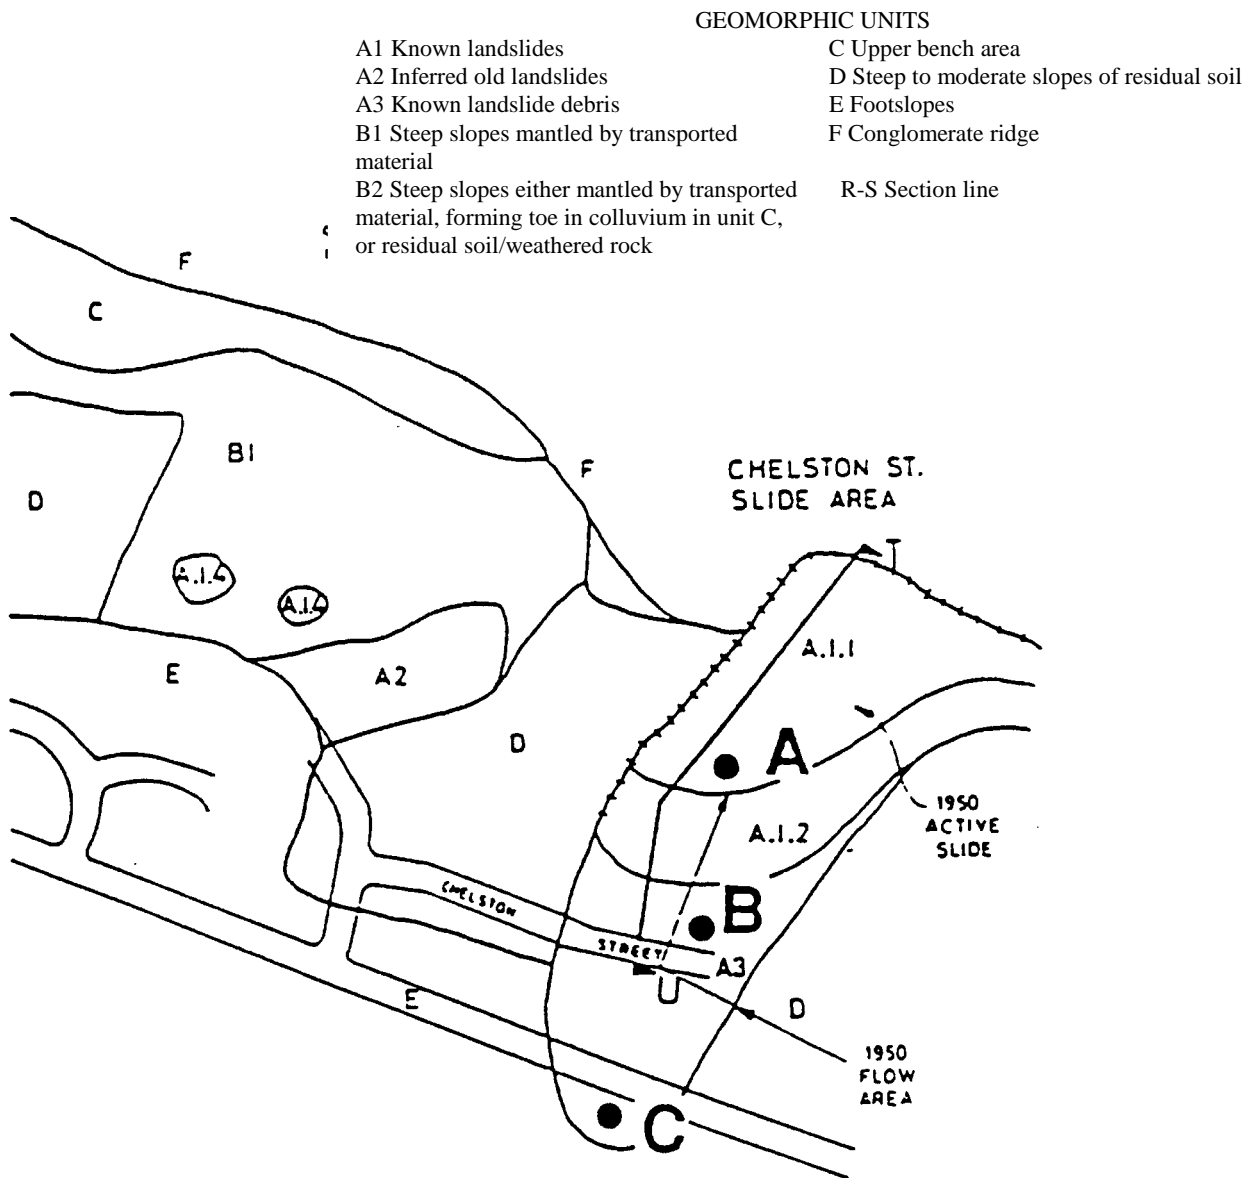 GEOMORPHIC UNITS
A1 Known landslides
A2 Inferred old landslides
A3 Known landslide debris
B1 Steep slopes mantled by transported
material
B2 Steep slopes either mantled by transported
material, forming toe in colluvium in unit C,
or residual soil/weathered rock
C Upper bench area
D Steep to moderate slopes of residual soil
E Footslopes
F Conglomerate ridge
R-S Section line
F
C
B1
F
CHELSTON ST.
SLIDE AREA
D
T
A.1.4
A.1.4
A.1.1
E
A2
D
A
1950
ACTIVE
SLIDE
A.1.2
CHELSTON
B
STREET
A3
U
E
D
1950
FLOW
AREA
C